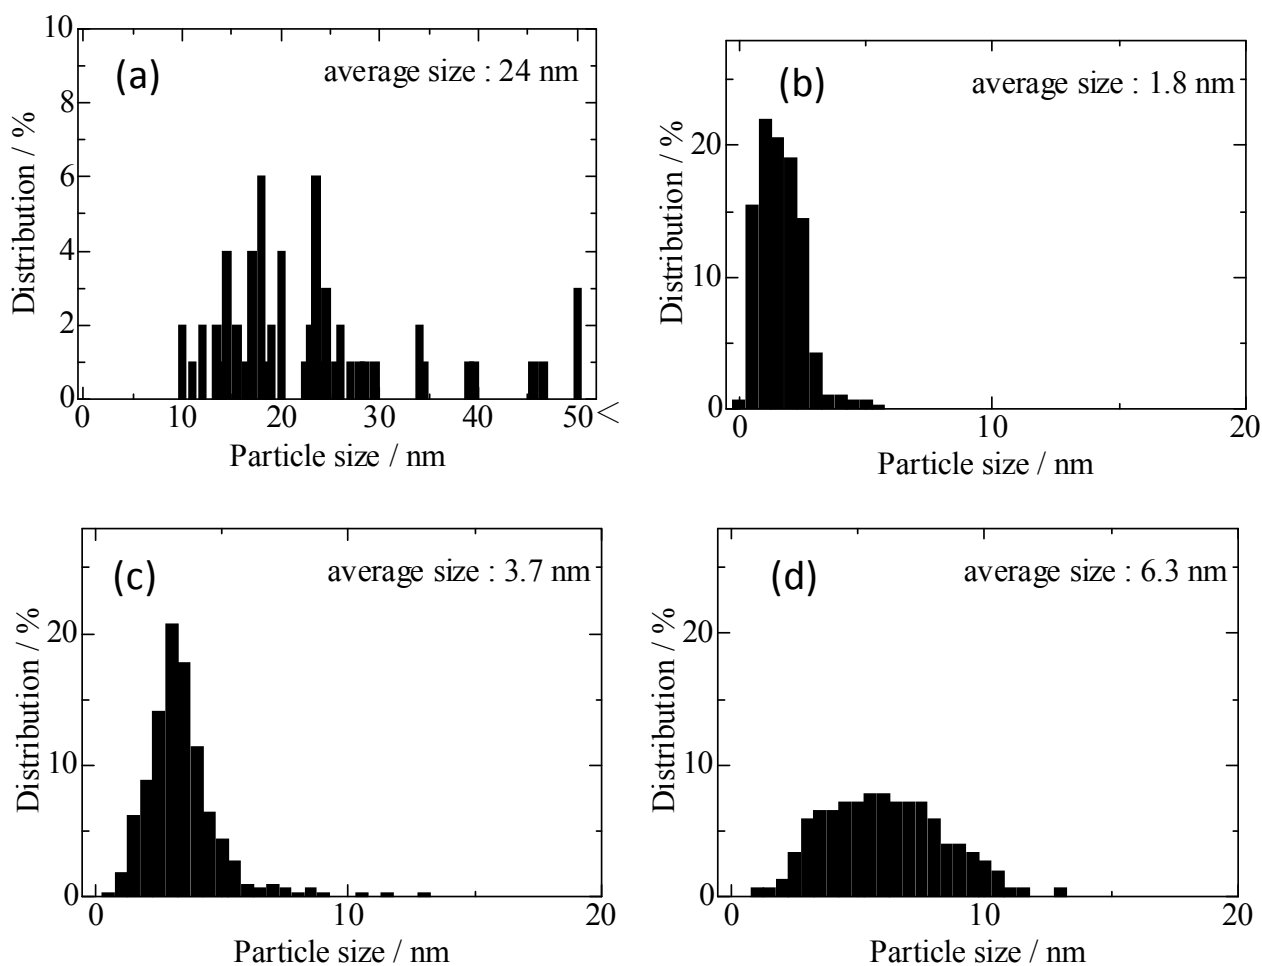 (a)
average size : 24 nm
10
8
6
4
2
0
Distribution / %
0 10 20 30 40 50 <
Particle size / nm
(b)
average size : 1.8 nm
20
10
0
Distribution / %
0 10 20
Particle size / nm
(c)
average size : 3.7 nm
20
10
0
Distribution / %
0 10 20
Particle size / nm
(d)
average size : 6.3 nm
20
10
0
Distribution / %
0 10 20
Particle size / nm